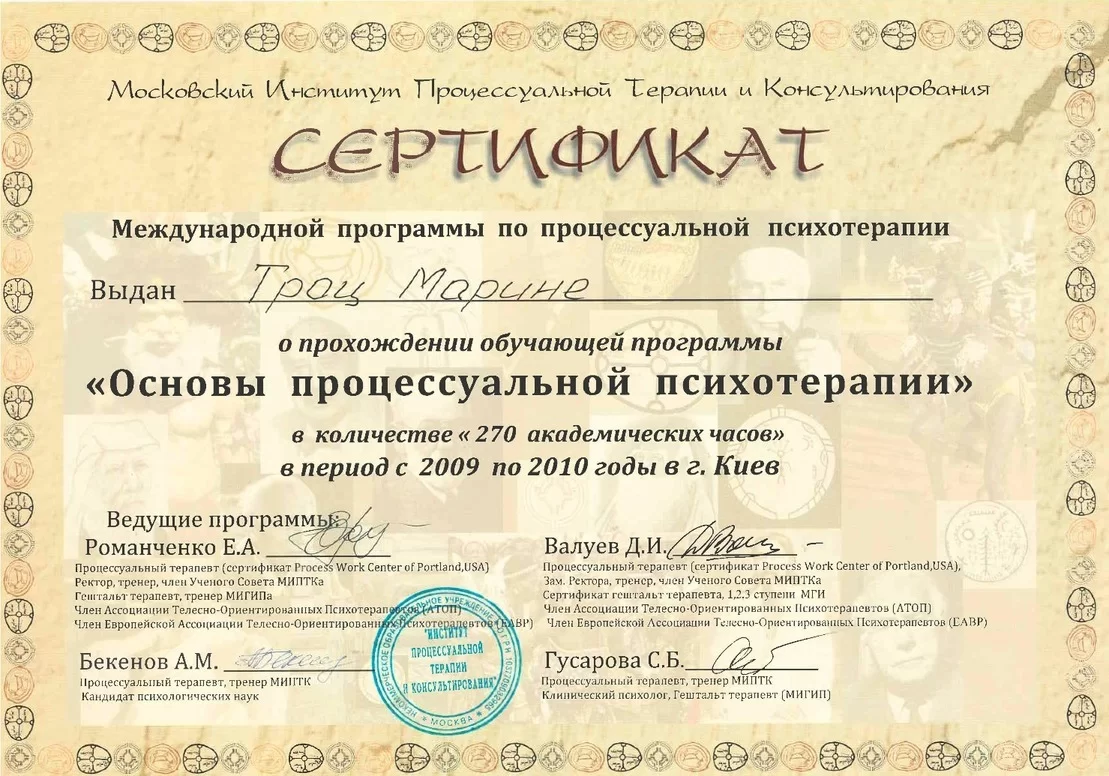 Московский Институт Процессуальной Терапии и Консультирования
СЕРТИФИКАТ
Международной программы по процессуальной психотерапии
Выдан Троц Марине
о прохождении обучающей программы
«Основы процессуальной психотерапии»
в количестве « 270 академических часов»
в период с 2009 по 2010 годы в г. Киев
Ведущие программы:
Романченко Е.А.
Процессуальный терапевт (сертификат Process Work Center of Portland,USA)
Ректор, тренер, член Ученого Совета МИПТКа
Гештальт терапевт, тренер МИГИПа
Член Ассоциации Телесно-Ориентированных Психотерапевтов (АТОП)
Член Европейской Ассоциации Телесно-Ориентированных Психотерапевтов (ЕАВР)
Валуев Д.И.
Процессуальный терапевт (сертификат Process Work Center of Portland,USA),
Зам. Ректора, тренер, член Ученого Совета МИПТКа
Сертификат гештальт терапевта, 1,2,3 ступени МГИ
Член Ассоциации Телесно-Ориентированных Психотерапевтов (АТОП)
Член Европейской Ассоциации Телесно-Ориентированных Психотерапевтов (ЕАВР)
Бекенов А.М.
Процессуальный терапевт, тренер МИПТК
Кандидат психологических наук
Гусарова С.Б.
Процессуальный терапевт, тренер МИПТК
Клинический психолог, Гештальт терапевт (МИГИП)
"ИНСТИТУТ
ПРОЦЕССУАЛЬНОЙ
ТЕРАПИИ
И КОНСУЛЬТИРОВАНИЯ"
* МОСКВА *